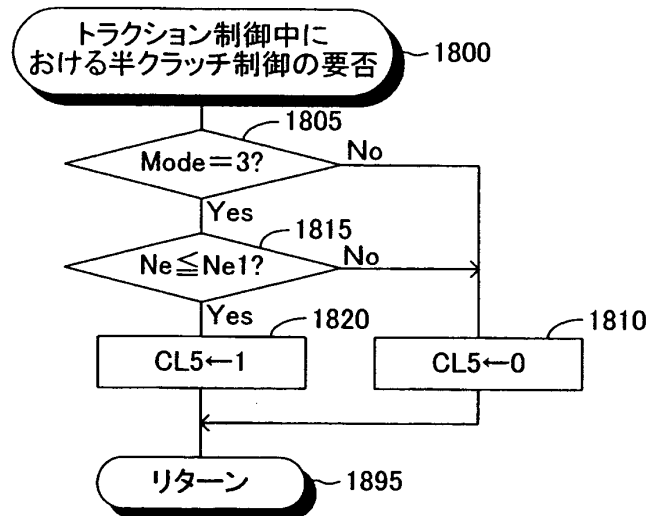 トラクション制御中に
おける半クラッチ制御の要否
1800
1805
Mode＝3?
No
Yes
1815
Ne≦Ne1?
No
Yes
1820
CL5←1
1810
CL5←0
リターン
1895